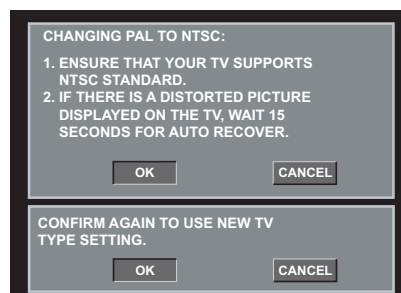 CHANGING PAL TO NTSC:
1. ENSURE THAT YOUR TV SUPPORTS
NTSC STANDARD.
2. IF THERE IS A DISTORTED PICTURE
DISPLAYED ON THE TV, WAIT 15
SECONDS FOR AUTO RECOVER.
OK CANCEL
CONFIRM AGAIN TO USE NEW TV
TYPE SETTING.
OK CANCEL